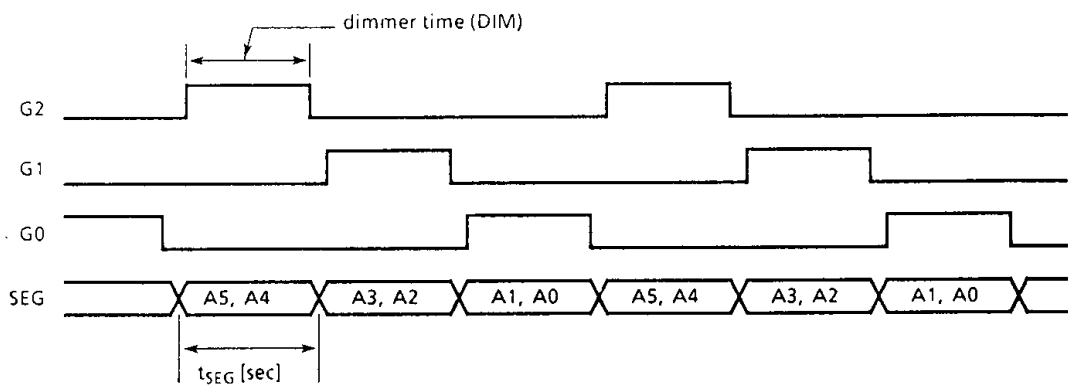 dimmer time (DIM)
G2
G1
G0
SEG
A5, A4
A3, A2
A1, A0
A5, A4
A3, A2
A1, A0
tSEG [sec]